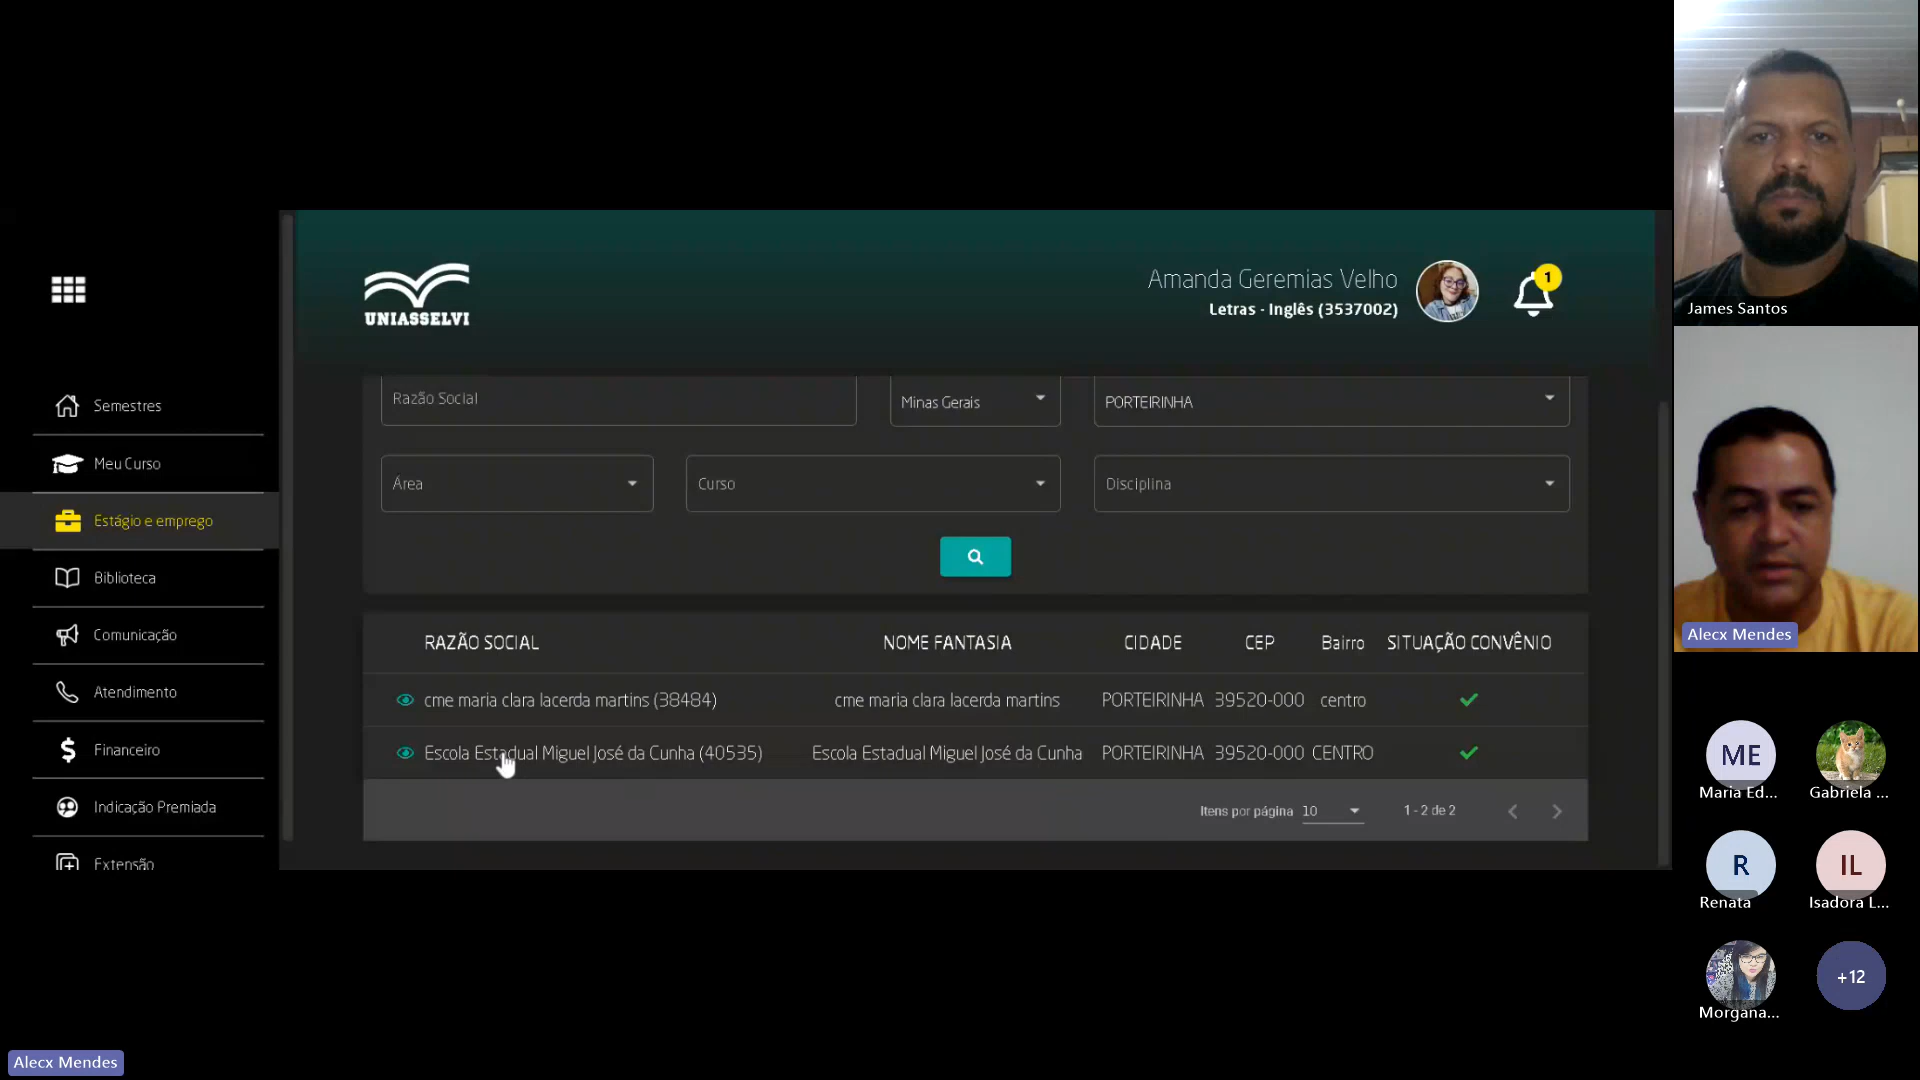 UNIASSELVI
Amanda Geremias Velho
Letras - Inglês (3537002)
1
Semestres
Meu Curso
Estágio e emprego
Biblioteca
Comunicação
Atendimento
Financeiro
Indicação Premiada
Extensão
Razão Social
Minas Gerais
PORTEIRINHA
Área
Curso
Disciplina
RAZÃO SOCIAL NOME FANTASIA CIDADE CEP Bairro SITUAÇÃO CONVÊNIO
cme maria clara lacerda martins (38484) cme maria clara lacerda martins PORTEIRINHA 39520-000 centro
Escola Estadual Miguel José da Cunha (40535) Escola Estadual Miguel José da Cunha PORTEIRINHA 39520-000 CENTRO
Itens por página 10 1 - 2 de 2
James Santos
Alecx Mendes
ME
Maria Ed...
Gabriela ...
R
Renata
IL
Isadora L...
Morgana...
+12
Alecx Mendes